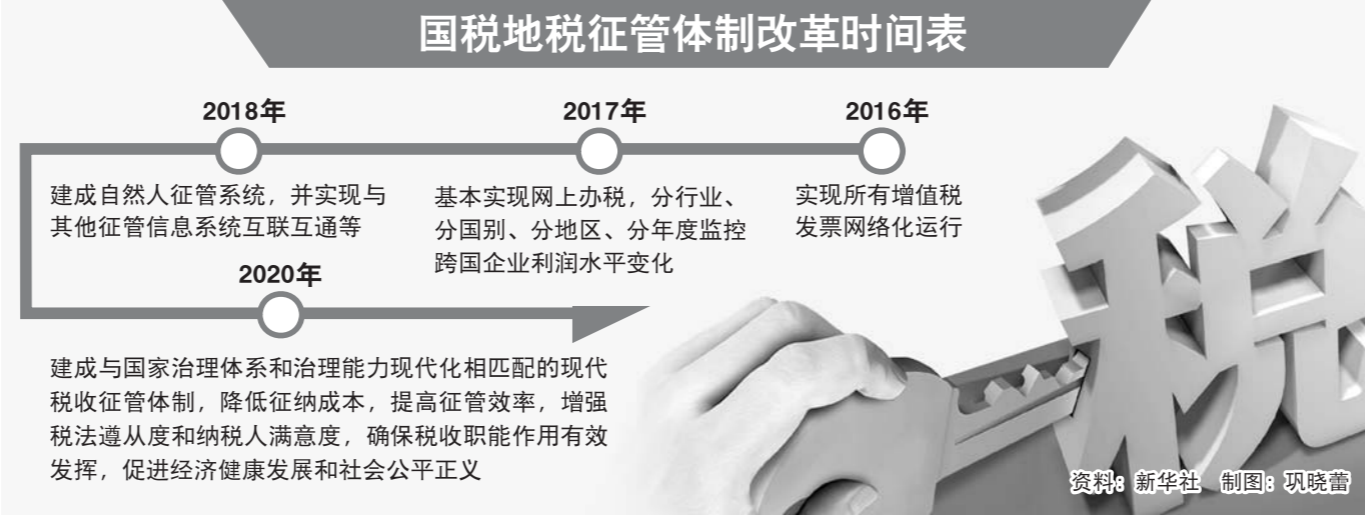 国税地税征管体制改革时间表
2016年
实现所有增值税
发票网络化运行
2017年
基本实现网上办税，分行业、
分国别、分地区、分年度监控
跨国企业利润水平变化
2018年
建成自然人征管系统，并实现与
其他征管信息系统互联互通等
2020年
建成与国家治理体系和治理能力现代化相匹配的现代
税收征管体制，降低征纳成本，提高征管效率，增强
税法遵从度和纳税人满意度，确保税收职能作用有效
发挥，促进经济健康发展和社会公平正义
税
资料：新华社 制图：巩晓蕾